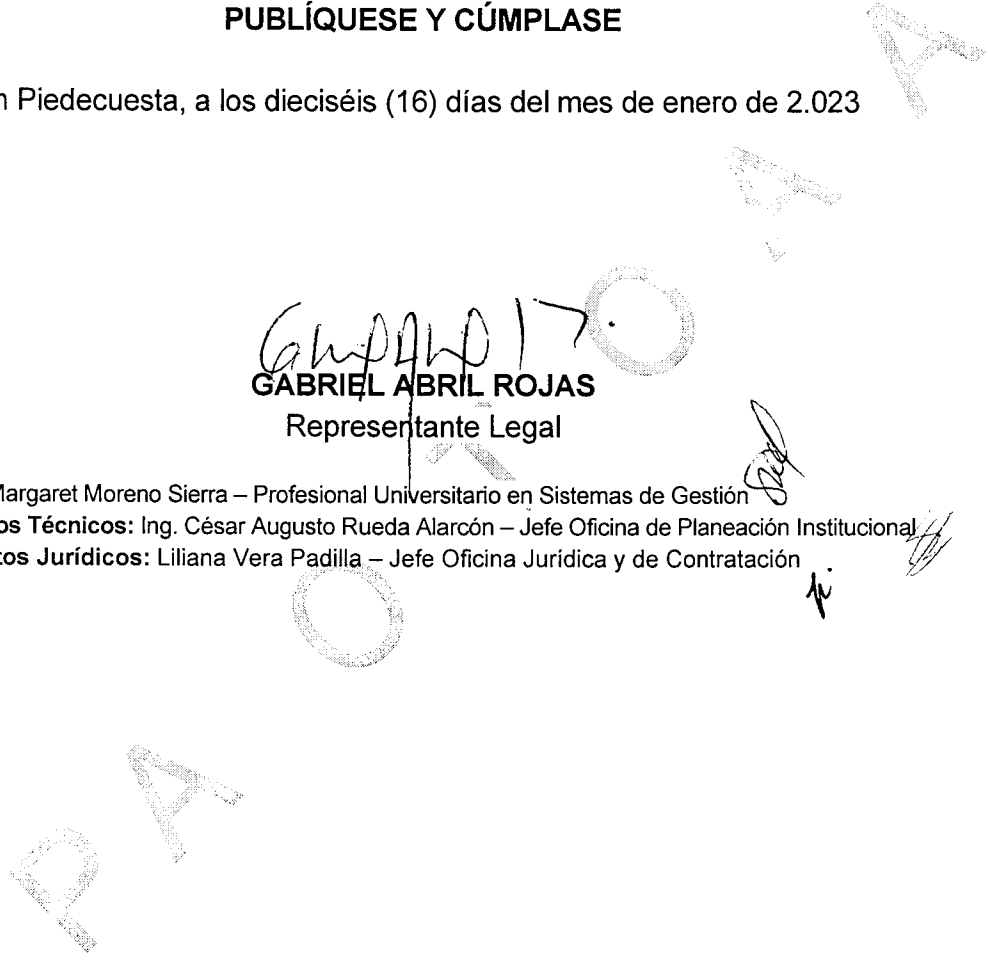 PUBLÍQUESE Y CÚMPLASE
n Piedecuesta, a los dieciséis (16) días del mes de enero de 2.023
GABRIEL ABRIL ROJAS
Representante Legal
Margaret Moreno Sierra – Profesional Universitario en Sistemas de Gestión
os Técnicos: Ing. César Augusto Rueda Alarcón – Jefe Oficina de Planeación Institucional
tos Jurídicos: Liliana Vera Padilla – Jefe Oficina Jurídica y de Contratación